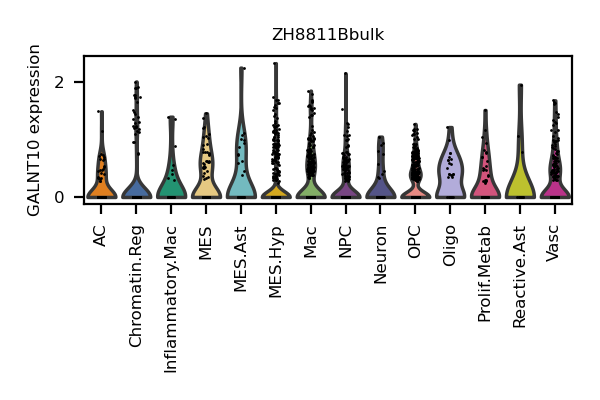 ZH8811Bbulk
GALNT10 expression
2
0
AC
Chromatin.Reg
Inflammatory.Mac
MES
MES.Ast
MES.Hyp
Mac
NPC
Neuron
OPC
Oligo
Prolif.Metab
Reactive.Ast
Vasc